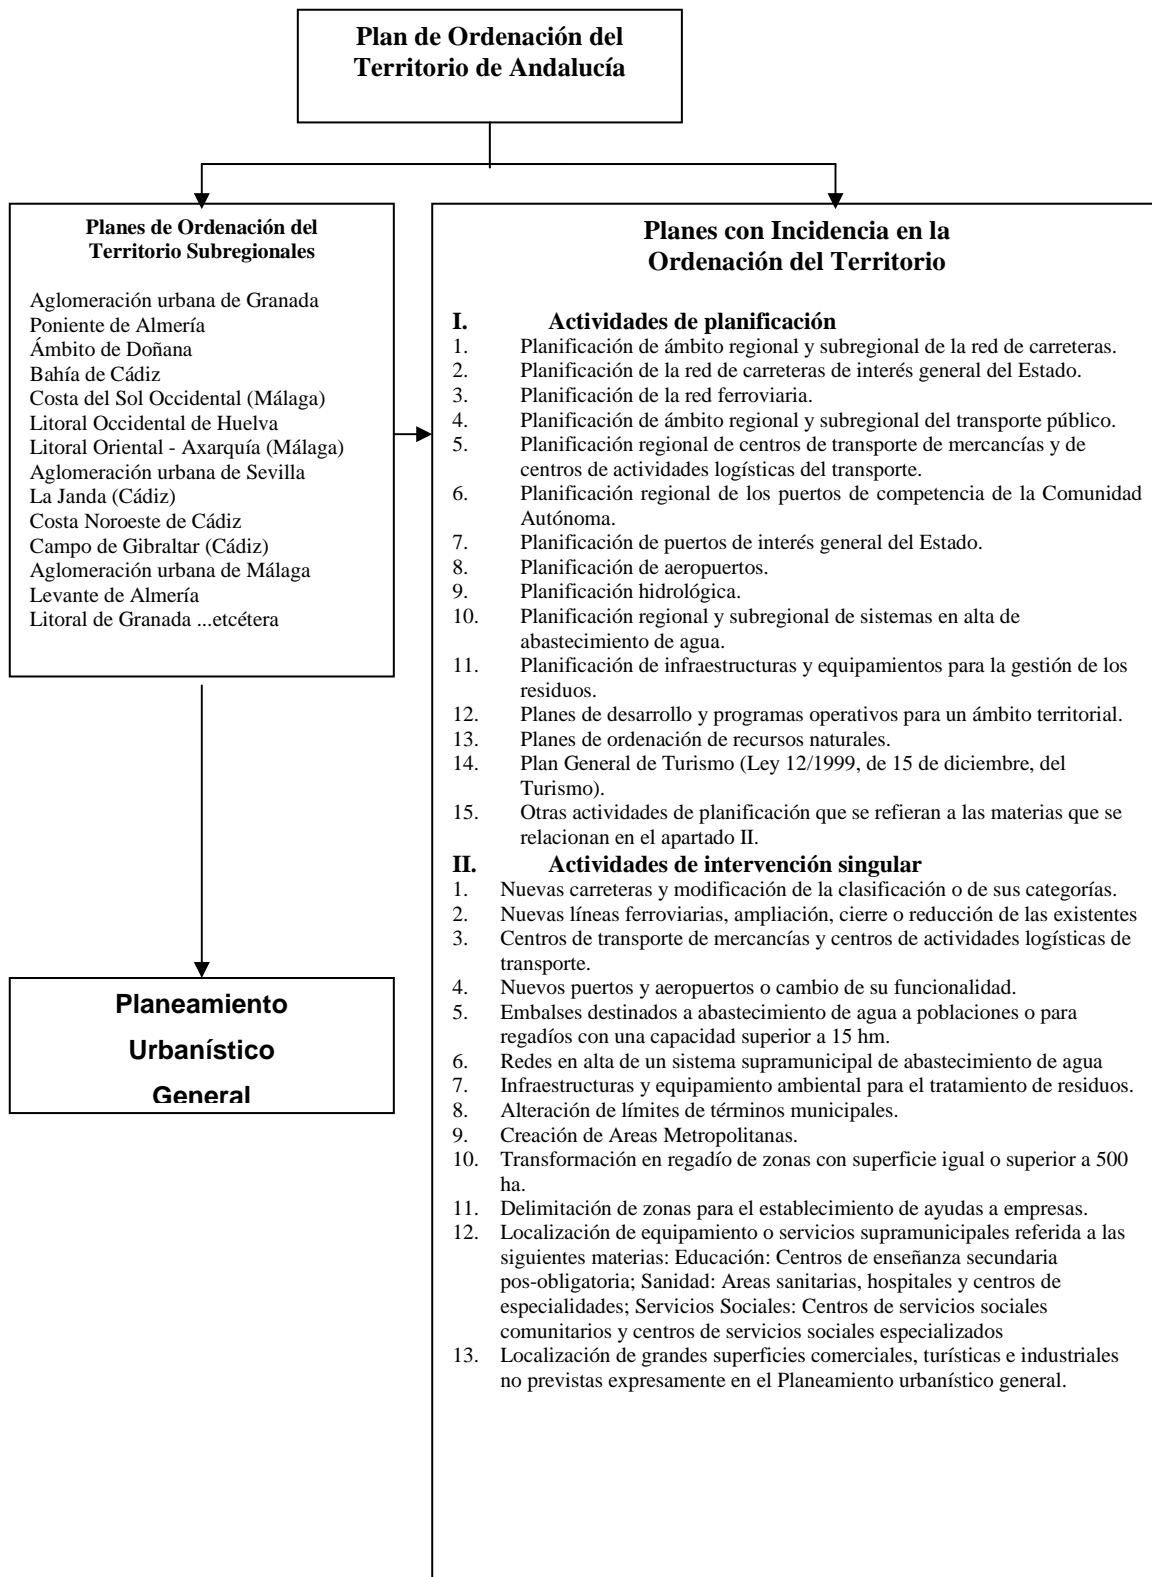 Plan de Ordenación del
Territorio de Andalucía
Planes de Ordenación del
Territorio Subregionales
Aglomeración urbana de Granada
Poniente de Almería
Ámbito de Doñana
Bahía de Cádiz
Costa del Sol Occidental (Málaga)
Litoral Occidental de Huelva
Litoral Oriental - Axarquía (Málaga)
Aglomeración urbana de Sevilla
La Janda (Cádiz)
Costa Noroeste de Cádiz
Campo de Gibraltar (Cádiz)
Aglomeración urbana de Málaga
Levante de Almería
Litoral de Granada ...etcétera
Planeamiento
Urbanístico
General
Planes con Incidencia en la
Ordenación del Territorio
I. Actividades de planificación
1. Planificación de ámbito regional y subregional de la red de carreteras.
2. Planificación de la red de carreteras de interés general del Estado.
3. Planificación de la red ferroviaria.
4. Planificación de ámbito regional y subregional del transporte público.
5. Planificación regional de centros de transporte de mercancías y de
centros de actividades logísticas del transporte.
6. Planificación regional de los puertos de competencia de la Comunidad
Autónoma.
7. Planificación de puertos de interés general del Estado.
8. Planificación de aeropuertos.
9. Planificación hidrológica.
10. Planificación regional y subregional de sistemas en alta de
abastecimiento de agua.
11. Planificación de infraestructuras y equipamientos para la gestión de los
residuos.
12. Planes de desarrollo y programas operativos para un ámbito territorial.
13. Planes de ordenación de recursos naturales.
14. Plan General de Turismo (Ley 12/1999, de 15 de diciembre, del
Turismo).
15. Otras actividades de planificación que se refieran a las materias que se
relacionan en el apartado II.
II. Actividades de intervención singular
1. Nuevas carreteras y modificación de la clasificación o de sus categorías.
2. Nuevas líneas ferroviarias, ampliación, cierre o reducción de las existentes
3. Centros de transporte de mercancías y centros de actividades logísticas de
transporte.
4. Nuevos puertos y aeropuertos o cambio de su funcionalidad.
5. Embalses destinados a abastecimiento de agua a poblaciones o para
regadíos con una capacidad superior a 15 hm.
6. Redes en alta de un sistema supramunicipal de abastecimiento de agua
7. Infraestructuras y equipamiento ambiental para el tratamiento de residuos.
8. Alteración de límites de términos municipales.
9. Creación de Areas Metropolitanas.
10. Transformación en regadío de zonas con superficie igual o superior a 500
ha.
11. Delimitación de zonas para el establecimiento de ayudas a empresas.
12. Localización de equipamiento o servicios supramunicipales referida a las
siguientes materias: Educación: Centros de enseñanza secundaria
pos-obligatoria; Sanidad: Areas sanitarias, hospitales y centros de
especialidades; Servicios Sociales: Centros de servicios sociales
comunitarios y centros de servicios sociales especializados
13. Localización de grandes superficies comerciales, turísticas e industriales
no previstas expresamente en el Planeamiento urbanístico general.